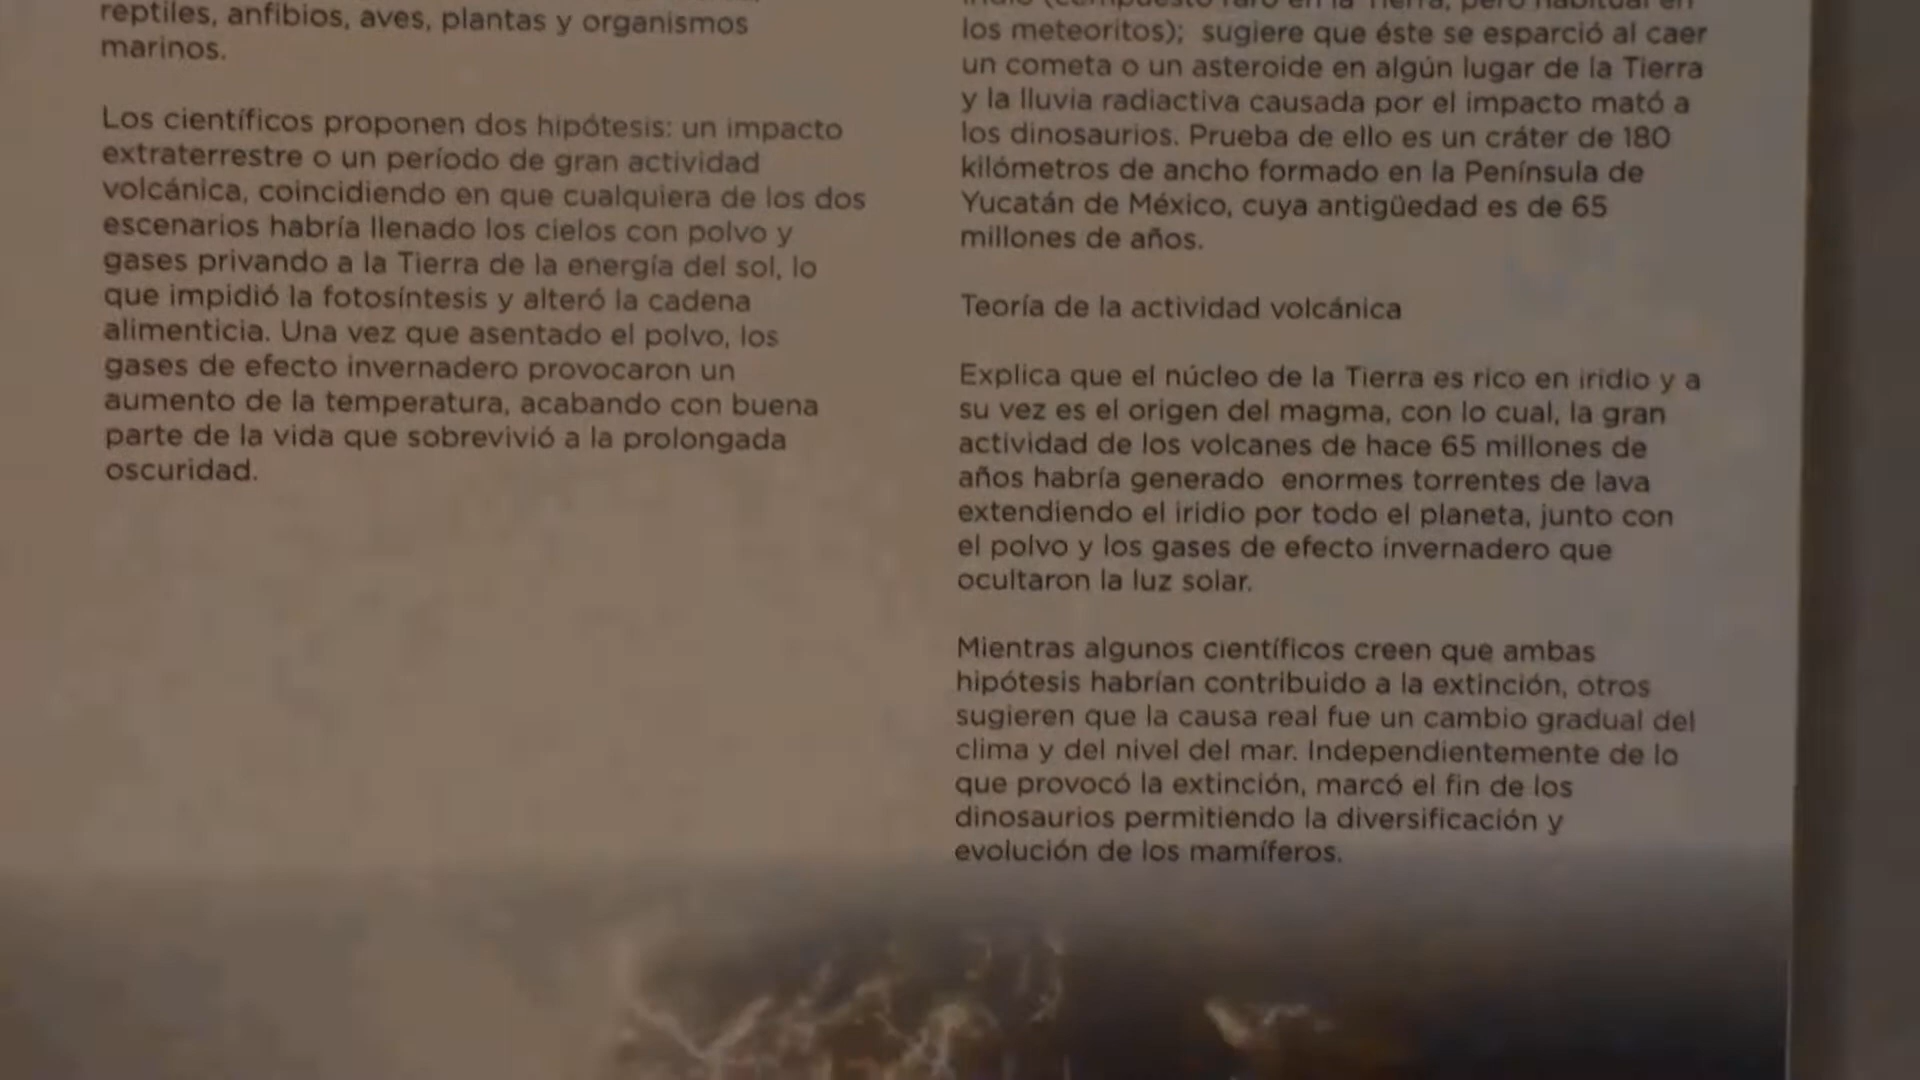 reptiles, anfibios, aves, plantas y organismos
marinos.
Los científicos proponen dos hipótesis: un impacto
extraterrestre o un período de gran actividad
volcánica, coincidiendo en que cualquiera de los dos
escenarios habría llenado los cielos con polvo y
gases privando a la Tierra de la energía del sol, lo
que impidió la fotosíntesis y alteró la cadena
alimenticia. Una vez que asentado el polvo, los
gases de efecto invernadero provocaron un
aumento de la temperatura, acabando con buena
parte de la vida que sobrevivió a la prolongada
oscuridad.
iridio (compuesto raro en la Tierra, pero habitual en
los meteoritos); sugiere que éste se esparció al caer
un cometa o un asteroide en algún lugar de la Tierra
y la lluvia radiactiva causada por el impacto mató a
los dinosaurios. Prueba de ello es un cráter de 180
kilómetros de ancho formado en la Península de
Yucatán de México, cuya antigüedad es de 65
millones de años.
Teoría de la actividad volcánica
Explica que el núcleo de la Tierra es rico en iridio y a
su vez es el origen del magma, con lo cual, la gran
actividad de los volcanes de hace 65 millones de
años habría generado enormes torrentes de lava
extendiendo el iridio por todo el planeta, junto con
el polvo y los gases de efecto invernadero que
ocultaron la luz solar.
Mientras algunos científicos creen que ambas
hipótesis habrían contribuido a la extinción, otros
sugieren que la causa real fue un cambio gradual del
clima y del nivel del mar. Independientemente de lo
que provocó la extinción, marcó el fin de los
dinosaurios permitiendo la diversificación y
evolución de los mamíferos.